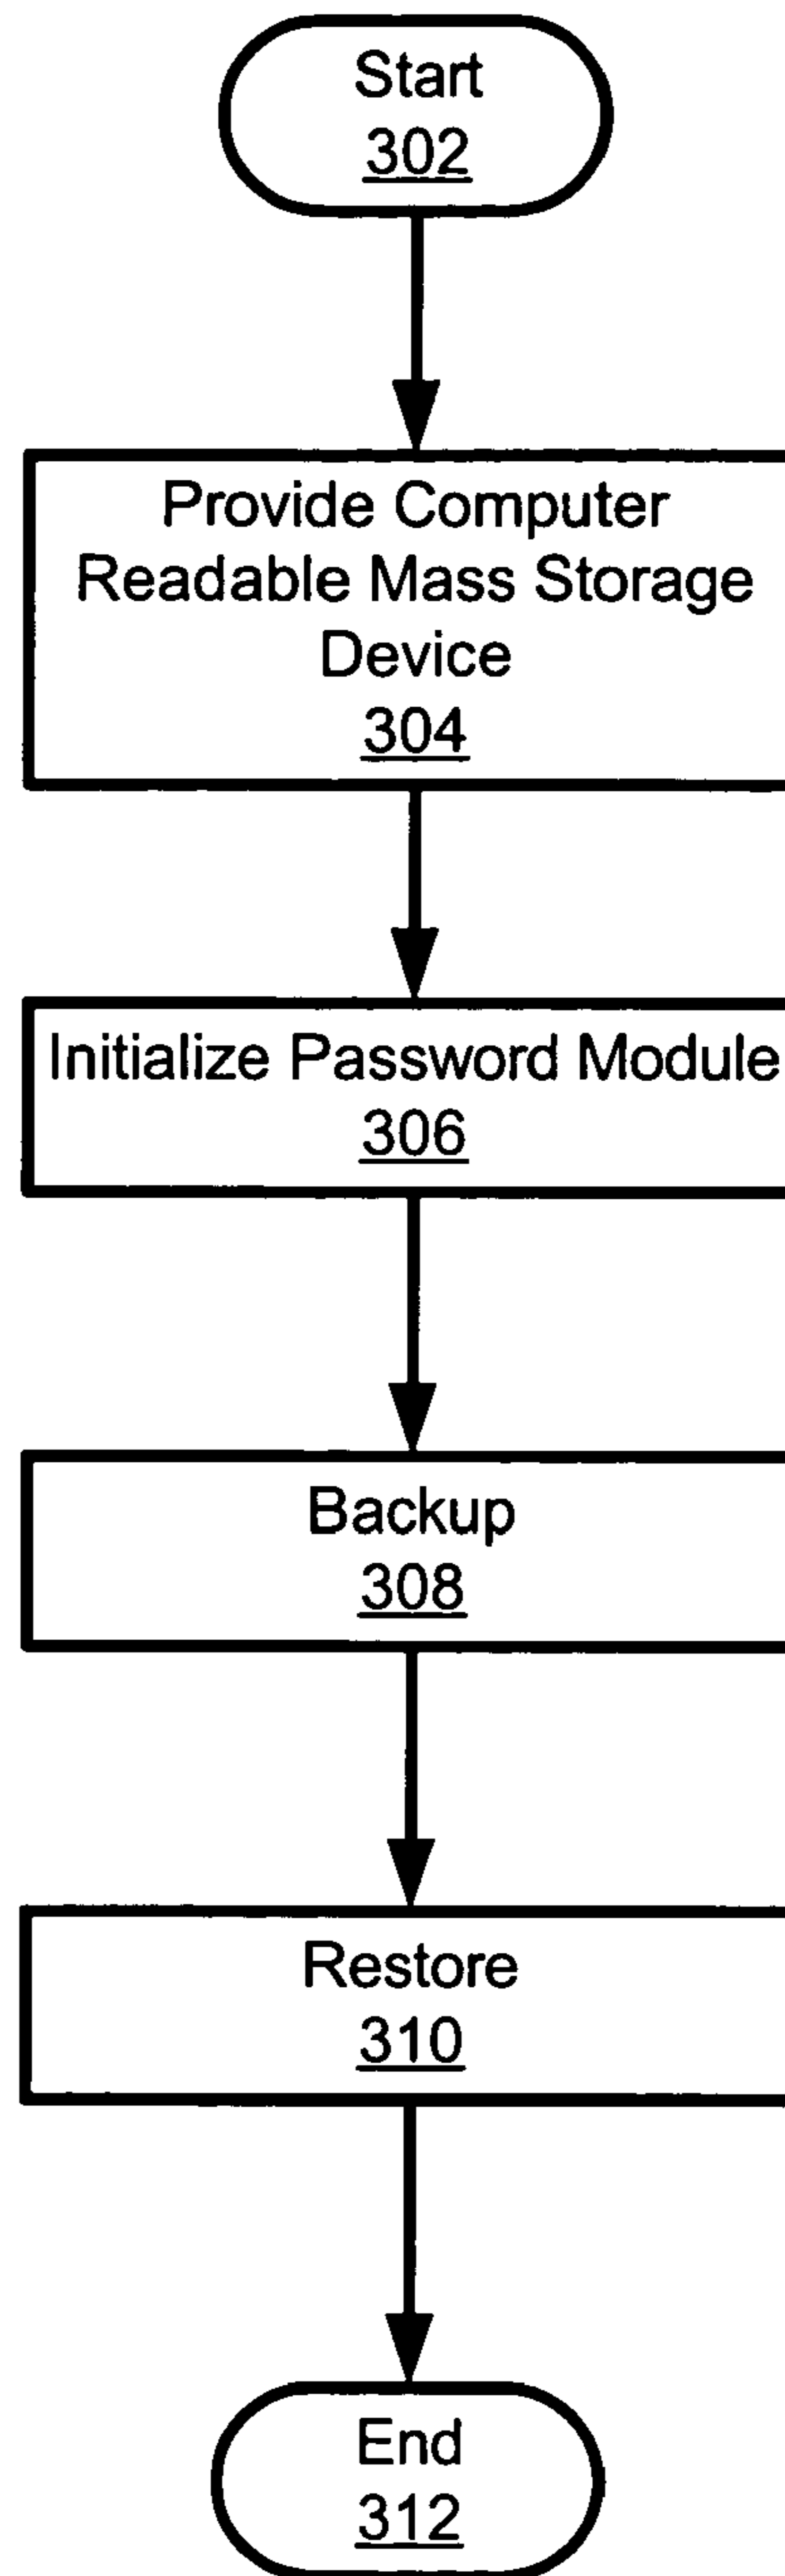 Start
302
Provide Computer
Readable Mass Storage
Device
304
Initialize Password Module
306
Backup
308
Restore
310
End
312